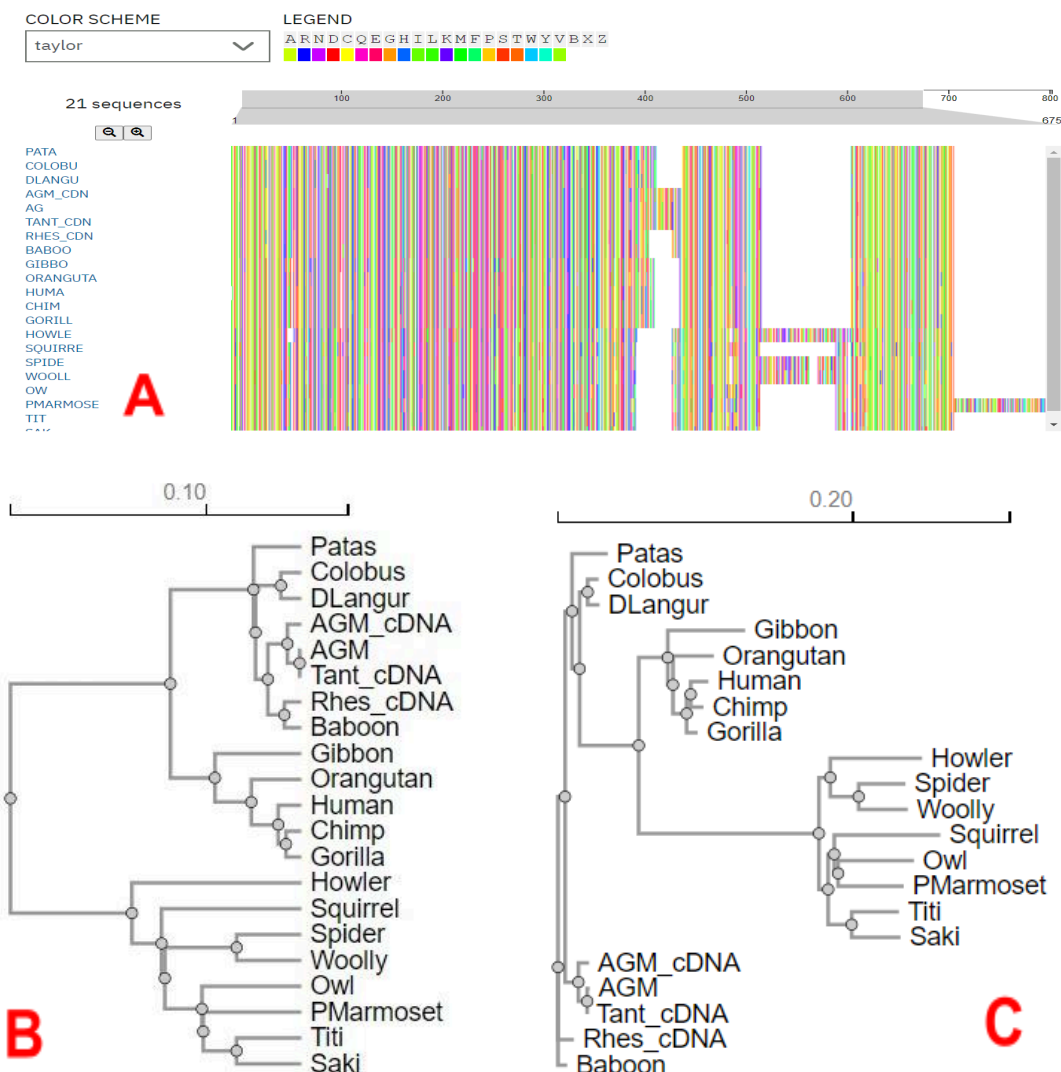 COLOR SCHEME
LEGEND
taylor
A R N D C Q E G H I L K M F P S T W Y V B X Z
21 sequences
100 200 300 400 500 600 700 800
1 675
PATA
COLOBU
DLANGU
AGM_CDN
AG
TANT_CDN
RHES_CDN
BABOO
GIBBO
ORANGUTA
HUMA
CHIM
GORILL
HOWLE
SQUIRRE
SPIDE
WOOLL
OW
PMARMOSE
TIT
A
0.10
Patas
Colobus
DLangur
AGM_cDNA
AGM
Tant_cDNA
Rhes_cDNA
Baboon
Gibbon
Orangutan
Human
Chimp
Gorilla
Howler
Squirrel
Spider
Woolly
Owl
PMarmoset
Titi
Saki
B
0.20
Patas
Colobus
DLangur
Gibbon
Orangutan
Human
Chimp
Gorilla
Howler
Spider
Woolly
Squirrel
Owl
PMarmoset
Titi
Saki
AGM_cDNA
AGM
Tant_cDNA
Rhes_cDNA
Baboon
C